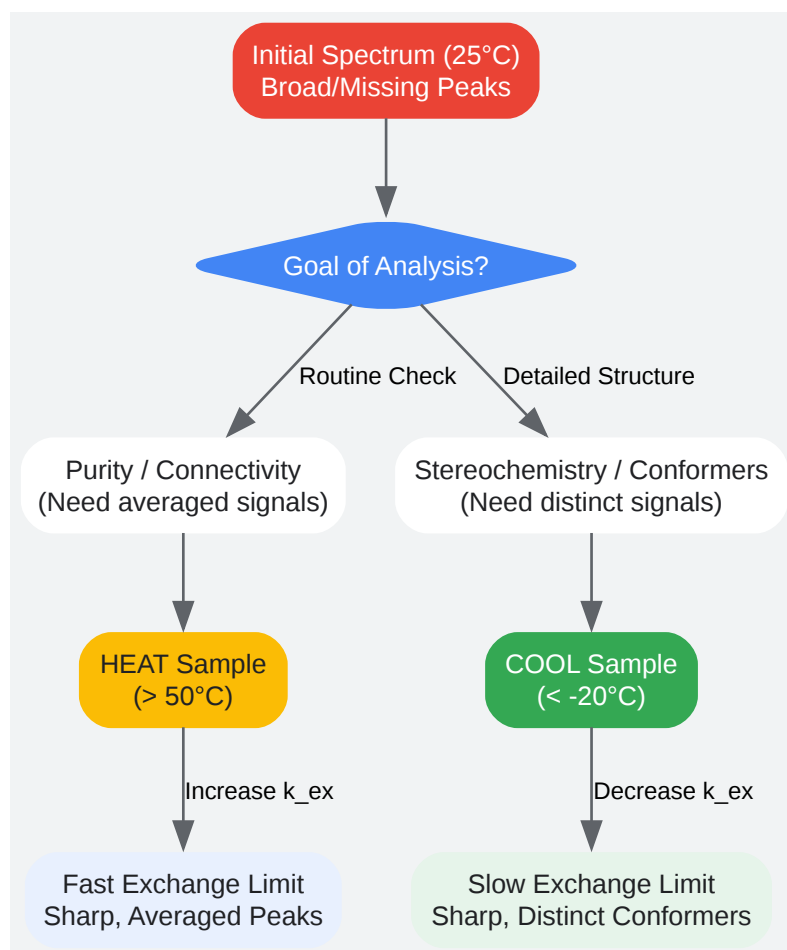 Initial Spectrum (25°C)
Broad/Missing Peaks
Goal of Analysis?
Routine Check
Detailed Structure
Purity / Connectivity
(Need averaged signals)
Stereochemistry / Conformers
(Need distinct signals)
HEAT Sample
(> 50°C)
COOL Sample
(< -20°C)
Increase k_ex
Decrease k_ex
Fast Exchange Limit
Sharp, Averaged Peaks
Slow Exchange Limit
Sharp, Distinct Conformers